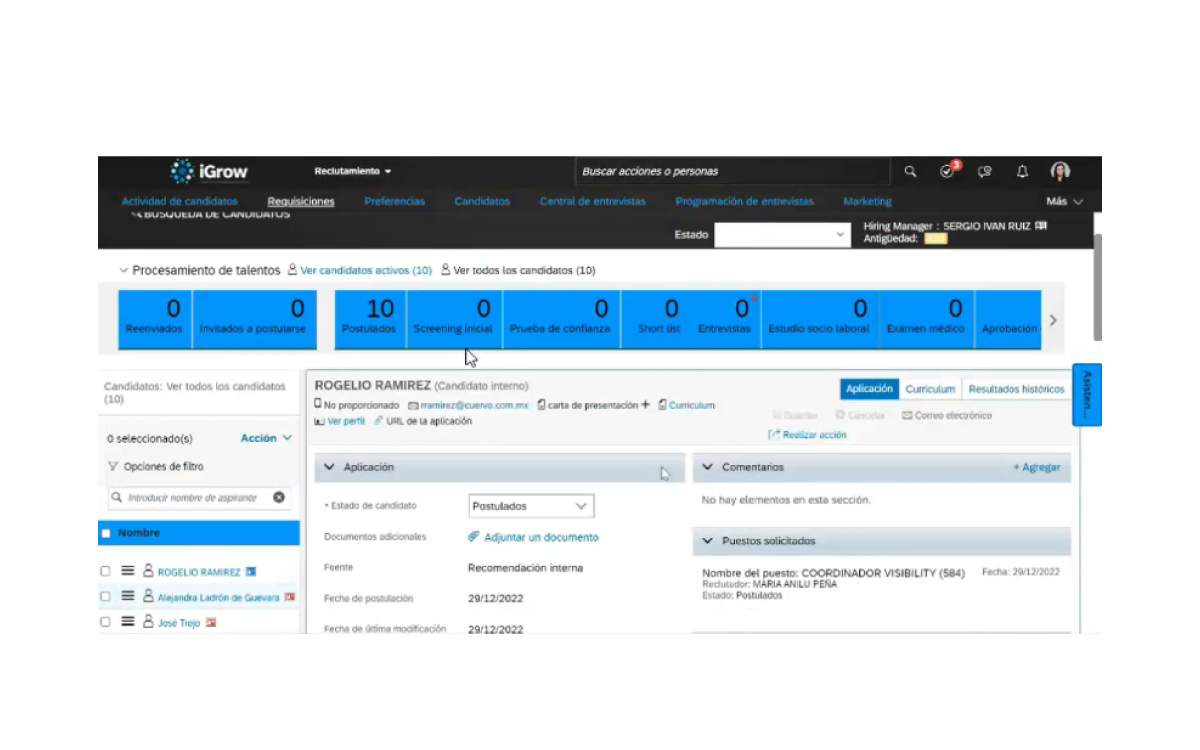 iGrow Reclutamiento Buscar acciones o personas 3
Actividad de candidatos Requisiciones Preferencias Candidatos Central de entrevistas Programación de entrevistas Marketing Más
BÚSQUEDA DE CANDIDATOS
Estado
Hiring Manager : SERGIO IVAN RUIZ
Antigüedad:
Procesamiento de talentos Ver candidatos activos (10) Ver todos los candidatos (10)
0 0 10 0 0 0 0 0 0
Reenviados Invitados a postularse Postulados Screening inicial Prueba de confianza Short list Entrevistas Estudio socio laboral Exámen médico Aprobación
Candidatos: Ver todos los candidatos
(10)
0 seleccionado(s) Acción
Opciones de filtro
Introducir nombre de aspirante
Nombre
ROGELIO RAMIREZ
Alejandra Ladrón de Guevara
José Trejo
ROGELIO RAMIREZ (Candidato interno)
No proporcionado rramirez@cuervo.com.mx carta de presentación + Curriculum
Ver perfil URL de la aplicación
Aplicación Curriculum Resultados históricos
Guardar Cancelar Correo electrónico
Realizar acción
Asisten...
Aplicación
* Estado de candidato Postulados
Documentos adicionales Adjuntar un documento
Fuente Recomendación interna
Fecha de postulación 29/12/2022
Fecha de última modificación 29/12/2022
Comentarios + Agregar
No hay elementos en esta sección.
Puestos solicitados
Nombre del puesto: COORDINADOR VISIBILITY (584) Fecha: 29/12/2022
Reclutador: MARIA ANILU PEÑA
Estado: Postulados